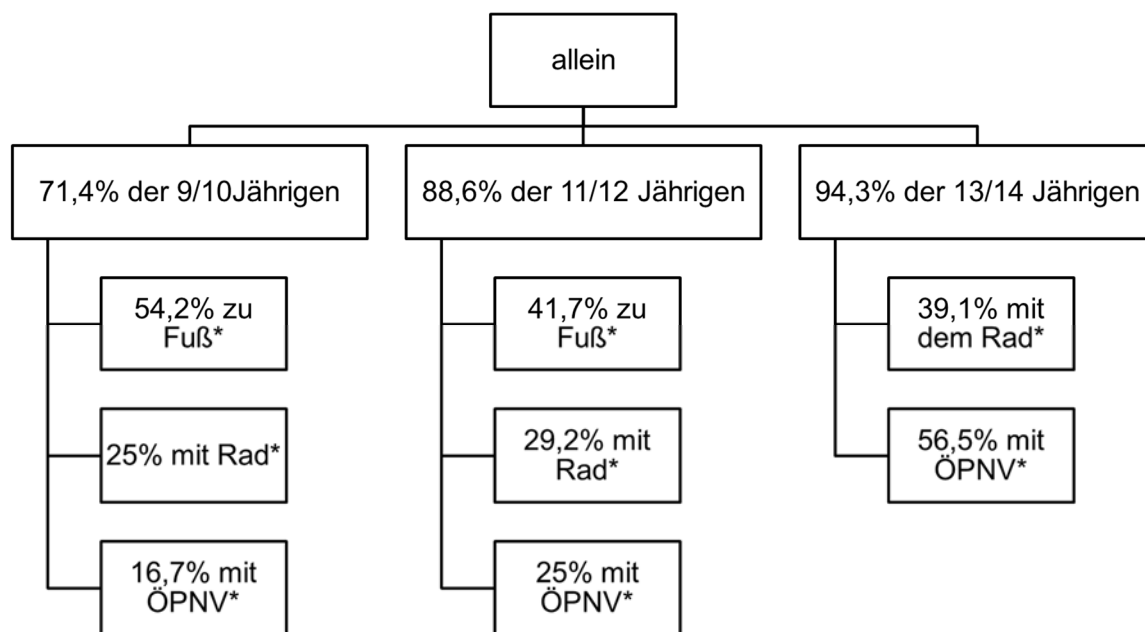 allein
71,4% der 9/10Jährigen
88,6% der 11/12 Jährigen
94,3% der 13/14 Jährigen
54,2% zu
Fuß*
25% mit Rad*
16,7% mit
ÖPNV*
41,7% zu
Fuß*
29,2% mit
Rad*
25% mit
ÖPNV*
39,1% mit
dem Rad*
56,5% mit
ÖPNV*